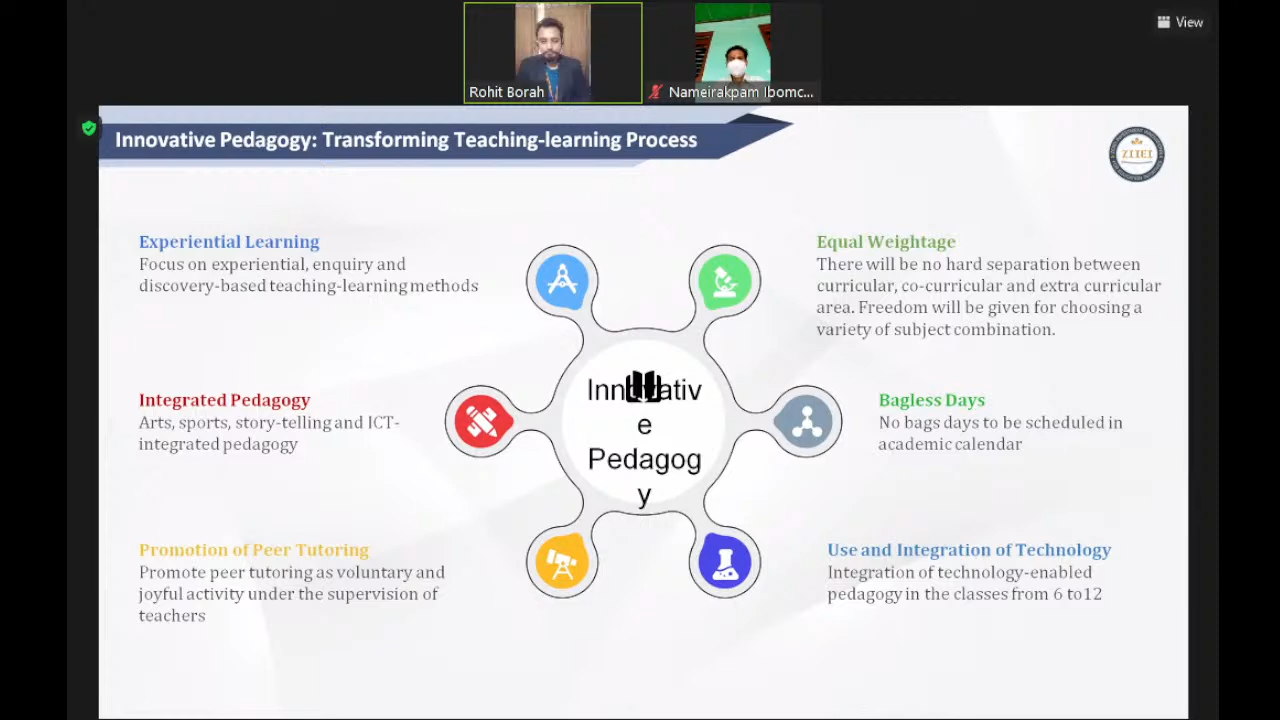 Rohit Borah
Nameirakpam Ibomc...
View
Innovative Pedagogy: Transforming Teaching-learning Process
ZIIEI
Experiential Learning
Focus on experiential, enquiry and
discovery-based teaching-learning methods
Integrated Pedagogy
Arts, sports, story-telling and ICT-
integrated pedagogy
Promotion of Peer Tutoring
Promote peer tutoring as voluntary and
joyful activity under the supervision of
teachers
Innovativ
e
Pedagog
y
Equal Weightage
There will be no hard separation between
curricular, co-curricular and extra curricular
area. Freedom will be given for choosing a
variety of subject combination.
Bagless Days
No bags days to be scheduled in
academic calendar
Use and Integration of Technology
Integration of technology-enabled
pedagogy in the classes from 6 to12